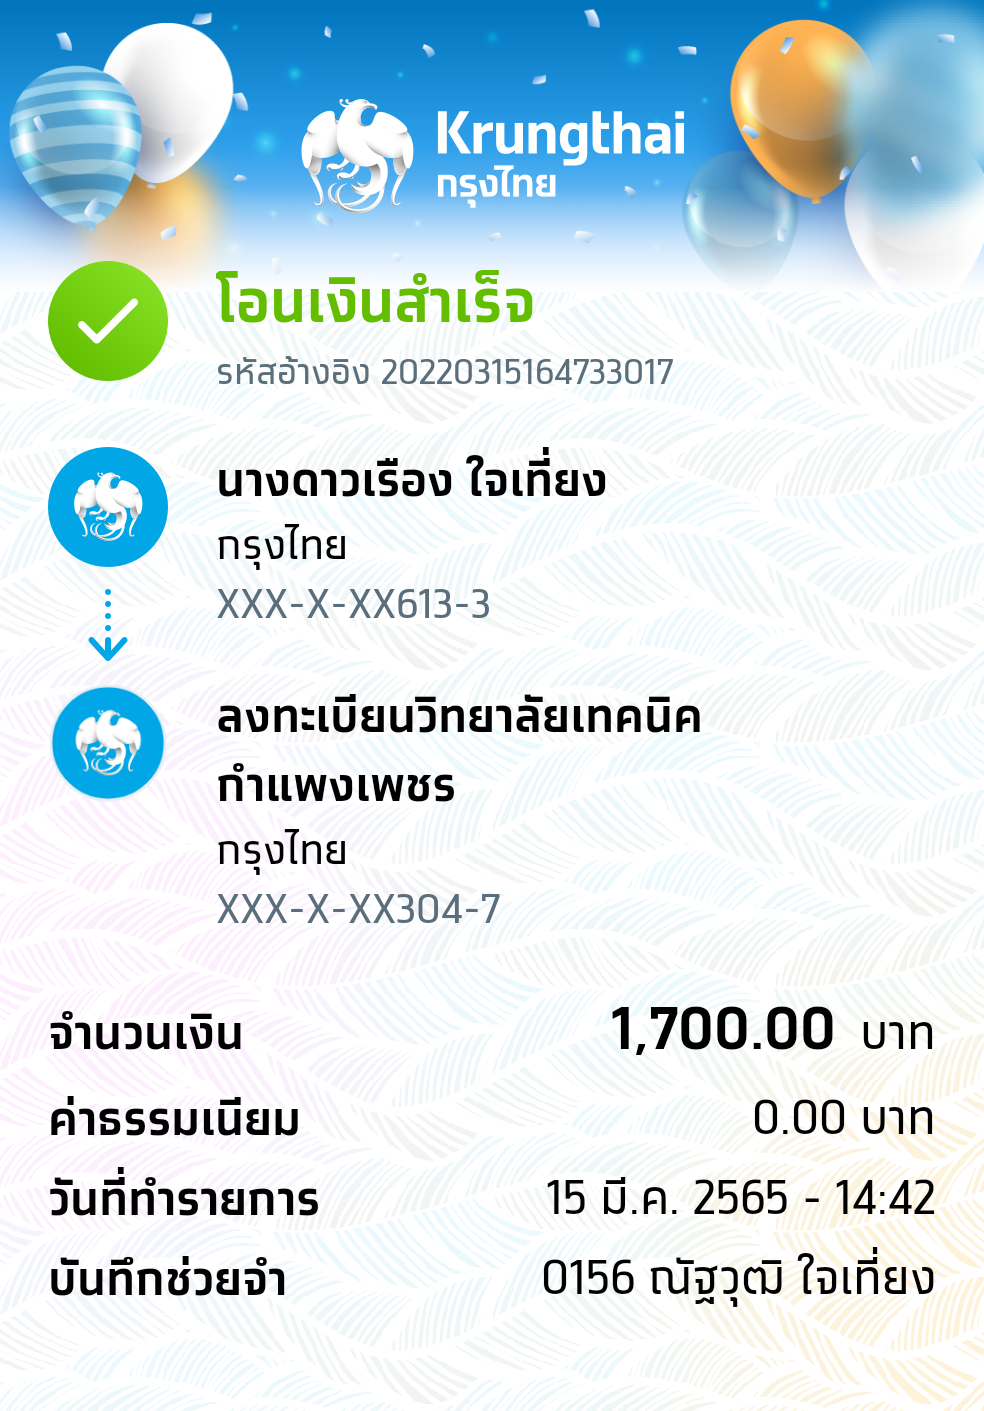 Krungthai
กรุงไทย
โอนเงินสำเร็จ
รหัสอ้างอิง 20220315164733017
นางดาวเรือง ใจเที่ยง
กรุงไทย
XXX-X-XX613-3
ลงทะเบียนวิทยาลัยเทคนิค
กำแพงเพชร
กรุงไทย
XXX-X-XX304-7
จำนวนเงิน 1,700.00 บาท
ค่าธรรมเนียม 0.00 บาท
วันที่ทำรายการ 15 มี.ค. 2565 - 14:42
บันทึกช่วยจำ 0156 ณัฐวุฒิ ใจเที่ยง